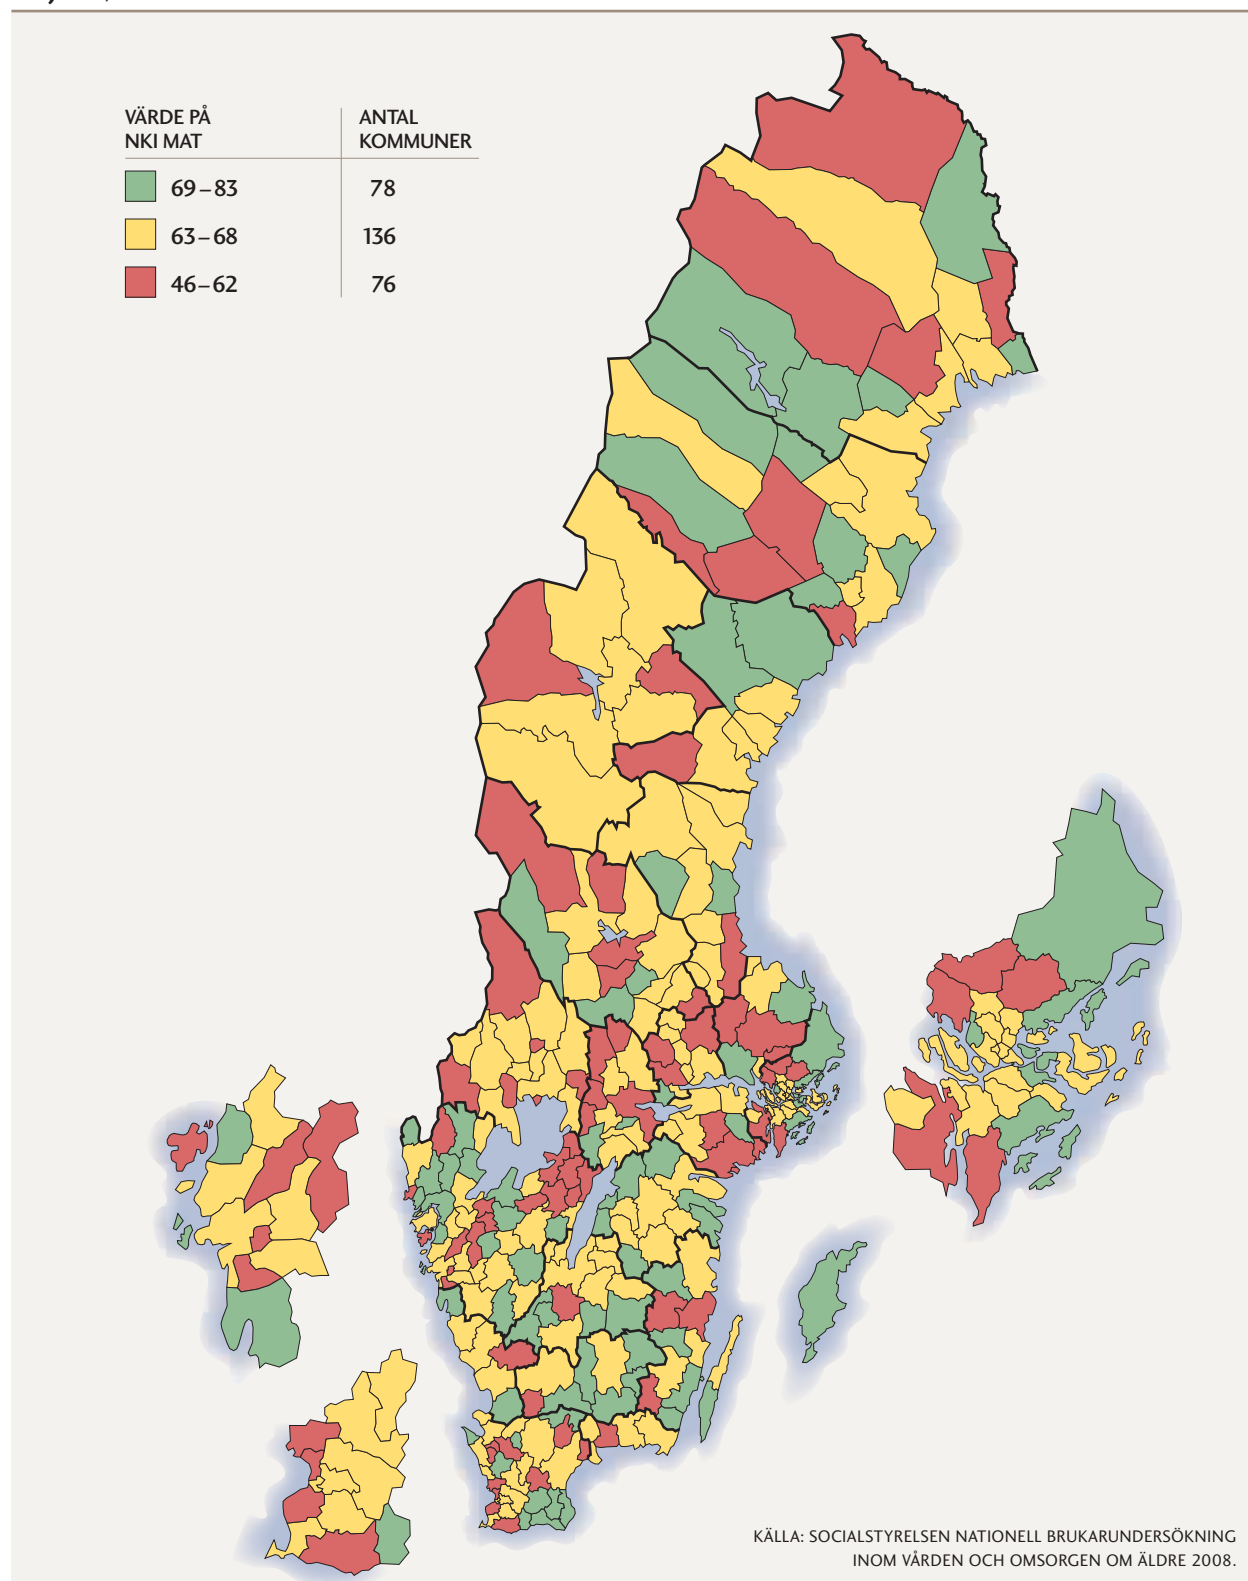 VÄRDE PÅ
NKI MAT
ANTAL
KOMMUNER
69–83 78
63–68 136
46–62 76
KÄLLA: SOCIALSTYRELSEN NATIONELL BRUKARUNDERSÖKNING
INOM VÅRDEN OCH OMSORGEN OM ÄLDRE 2008.